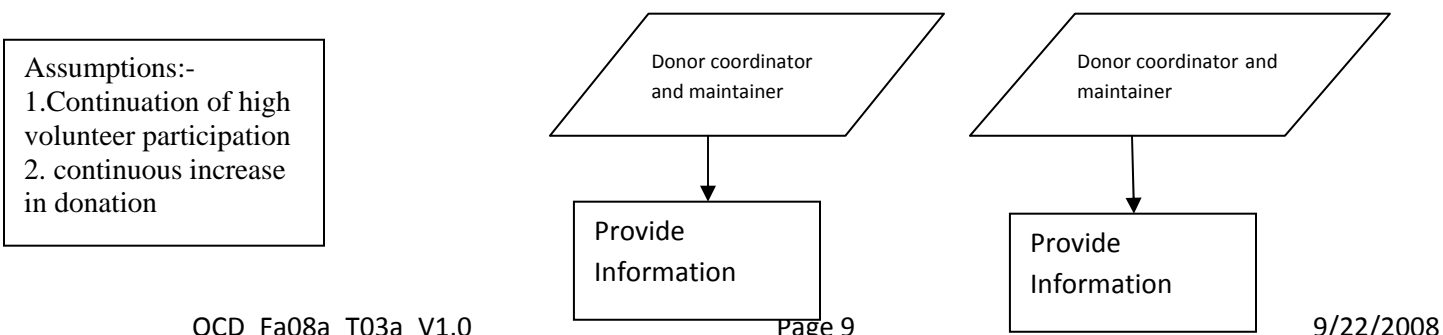 Assumptions:-
1.Continuation of high
volunteer participation
2. continuous increase
in donation
Donor coordinator
and maintainer
Donor coordinator and
maintainer
Provide
Information
Provide
Information
OCD_Fa08a_T03a_V1.0 Page 9 9/22/2008